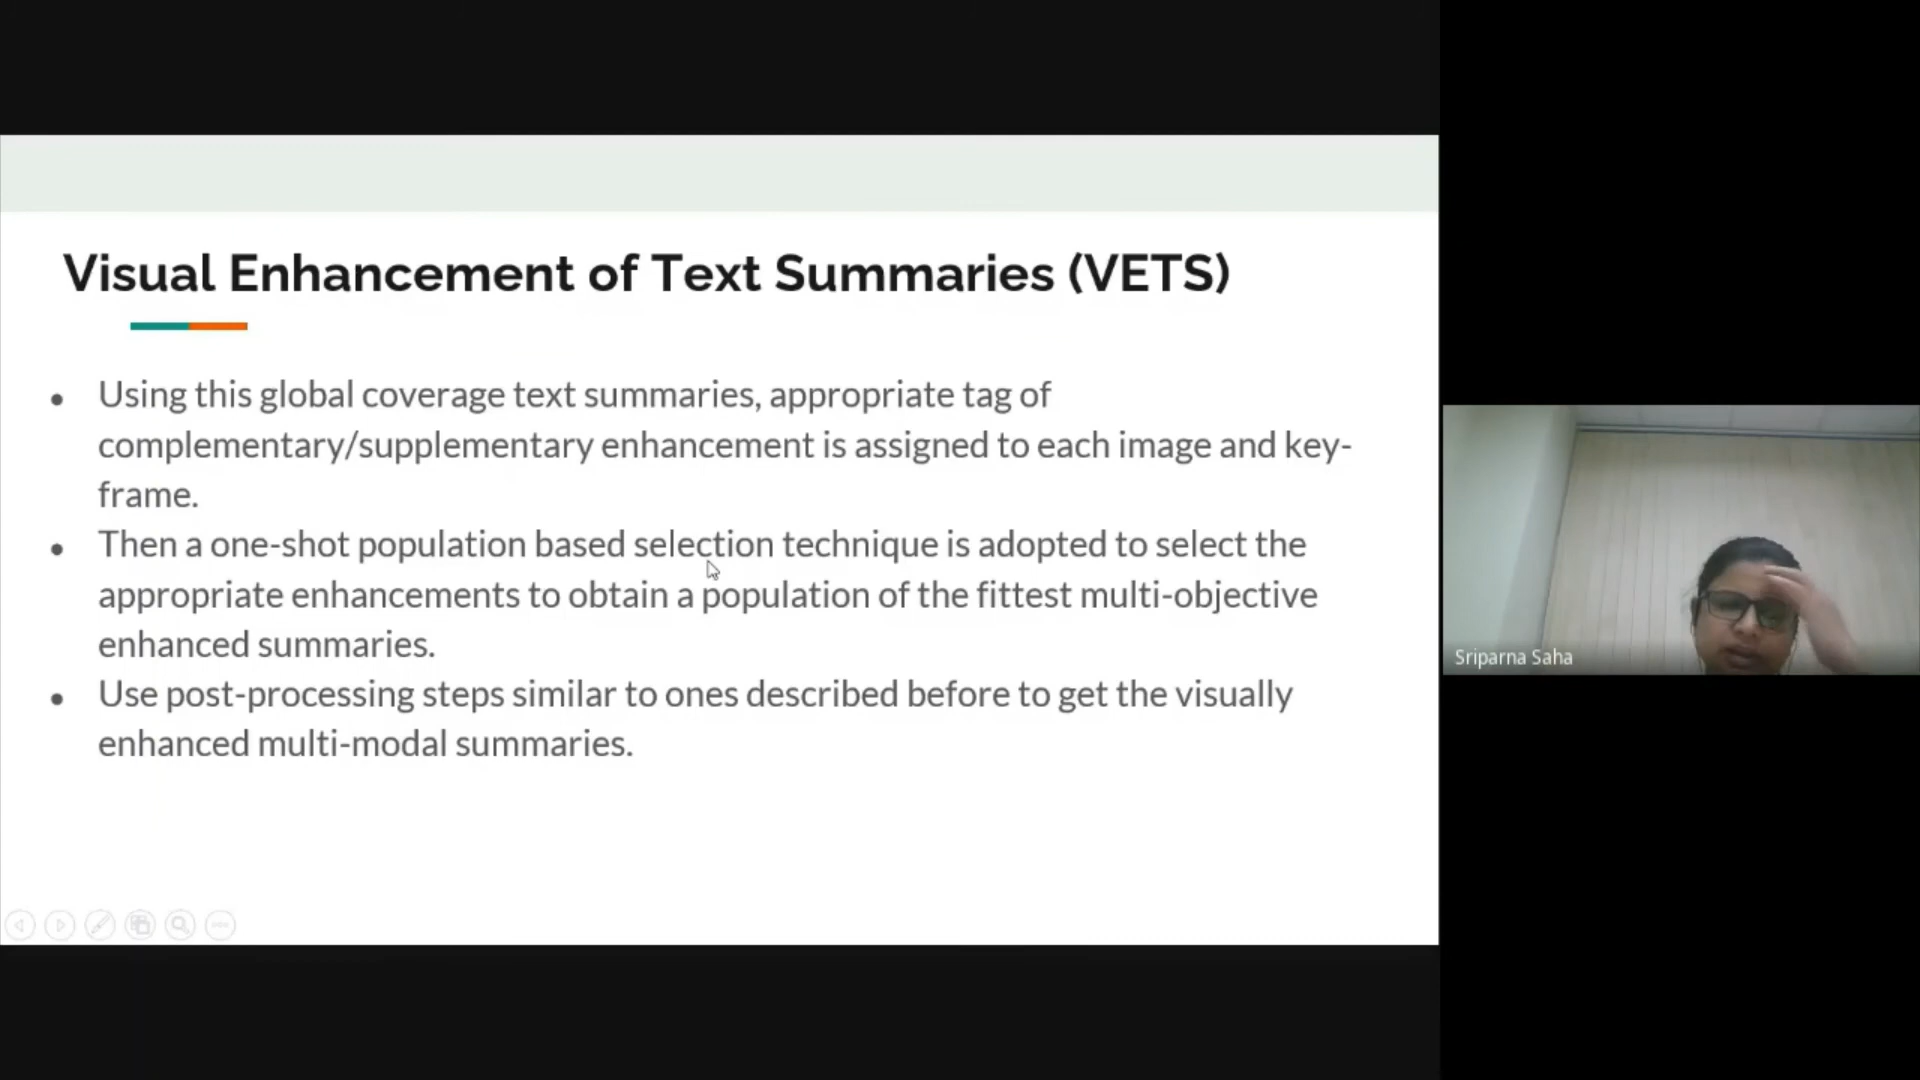 Visual Enhancement of Text Summaries (VETS)
• Using this global coverage text summaries, appropriate tag of
complementary/supplementary enhancement is assigned to each image and key-
frame.
• Then a one-shot population based selection technique is adopted to select the
appropriate enhancements to obtain a population of the fittest multi-objective
enhanced summaries.
• Use post-processing steps similar to ones described before to get the visually
enhanced multi-modal summaries.
Sriparna Saha